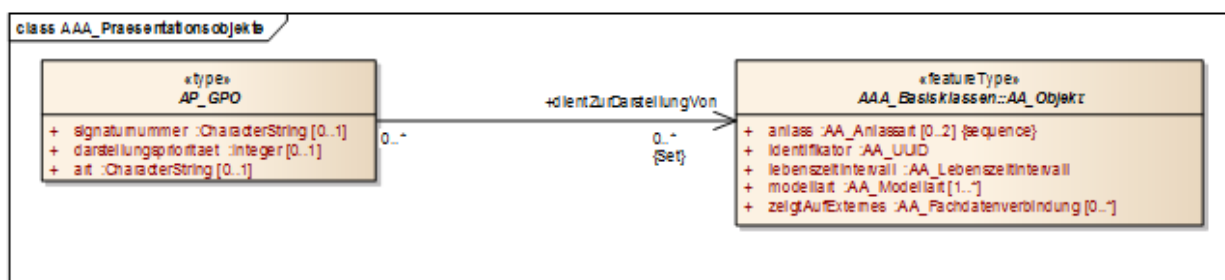 class AAA_Praesentationsobjekte
«type»
AP_GPO
+ signaturnummer :CharacterString [0..1]
+ darstellungsprioritaet :Integer [0..1]
+ art :CharacterString [0..1]
+dientZurDarstellungVon
0..*
0..*
{Set}
«featureType»
AAA_Basisklassen::AA_Objekt
+ anlass :AA_Anlassart [0..2] {sequence}
+ identifikator :AA_UUID
+ lebenszeitintervall :AA_Lebenszeitintervall
+ modellart :AA_Modellart [1..*]
+ zeigtAufExternes :AA_Fachdatenverbindung [0..*]